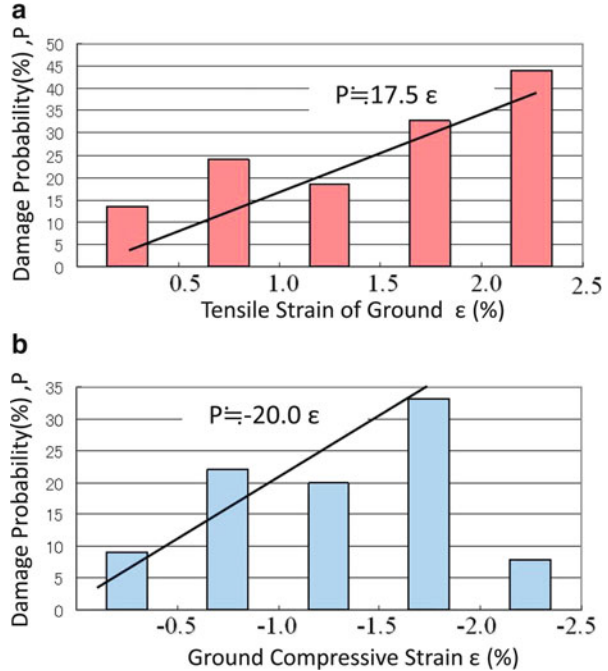 a
Damage Probability(%) ,P
50
45
40
35
30
25
20
15
10
5
0
P≒17.5 ε
0.5 1.0 1.5 2.0 2.5
Tensile Strain of Ground ε (%)
b
Damage Probability(%) ,P
35
30
25
20
15
10
5
0
P≒-20.0 ε
-0.5 -1.0 -1.5 -2.0 -2.5
Ground Compressive Strain ε (%)